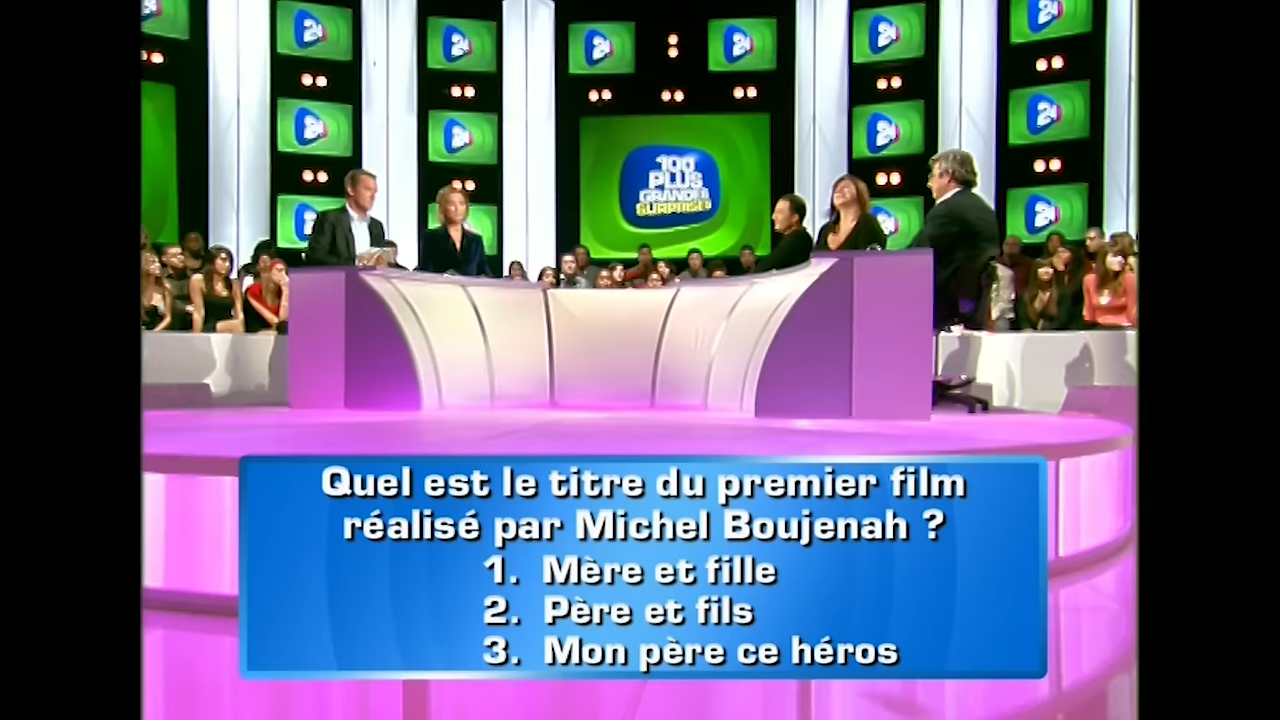 100
PLUS
GRANDES
SURPRISES
Quel est le titre du premier film
réalisé par Michel Boujenah ?
1. Mère et fille
2. Père et fils
3. Mon père ce héros